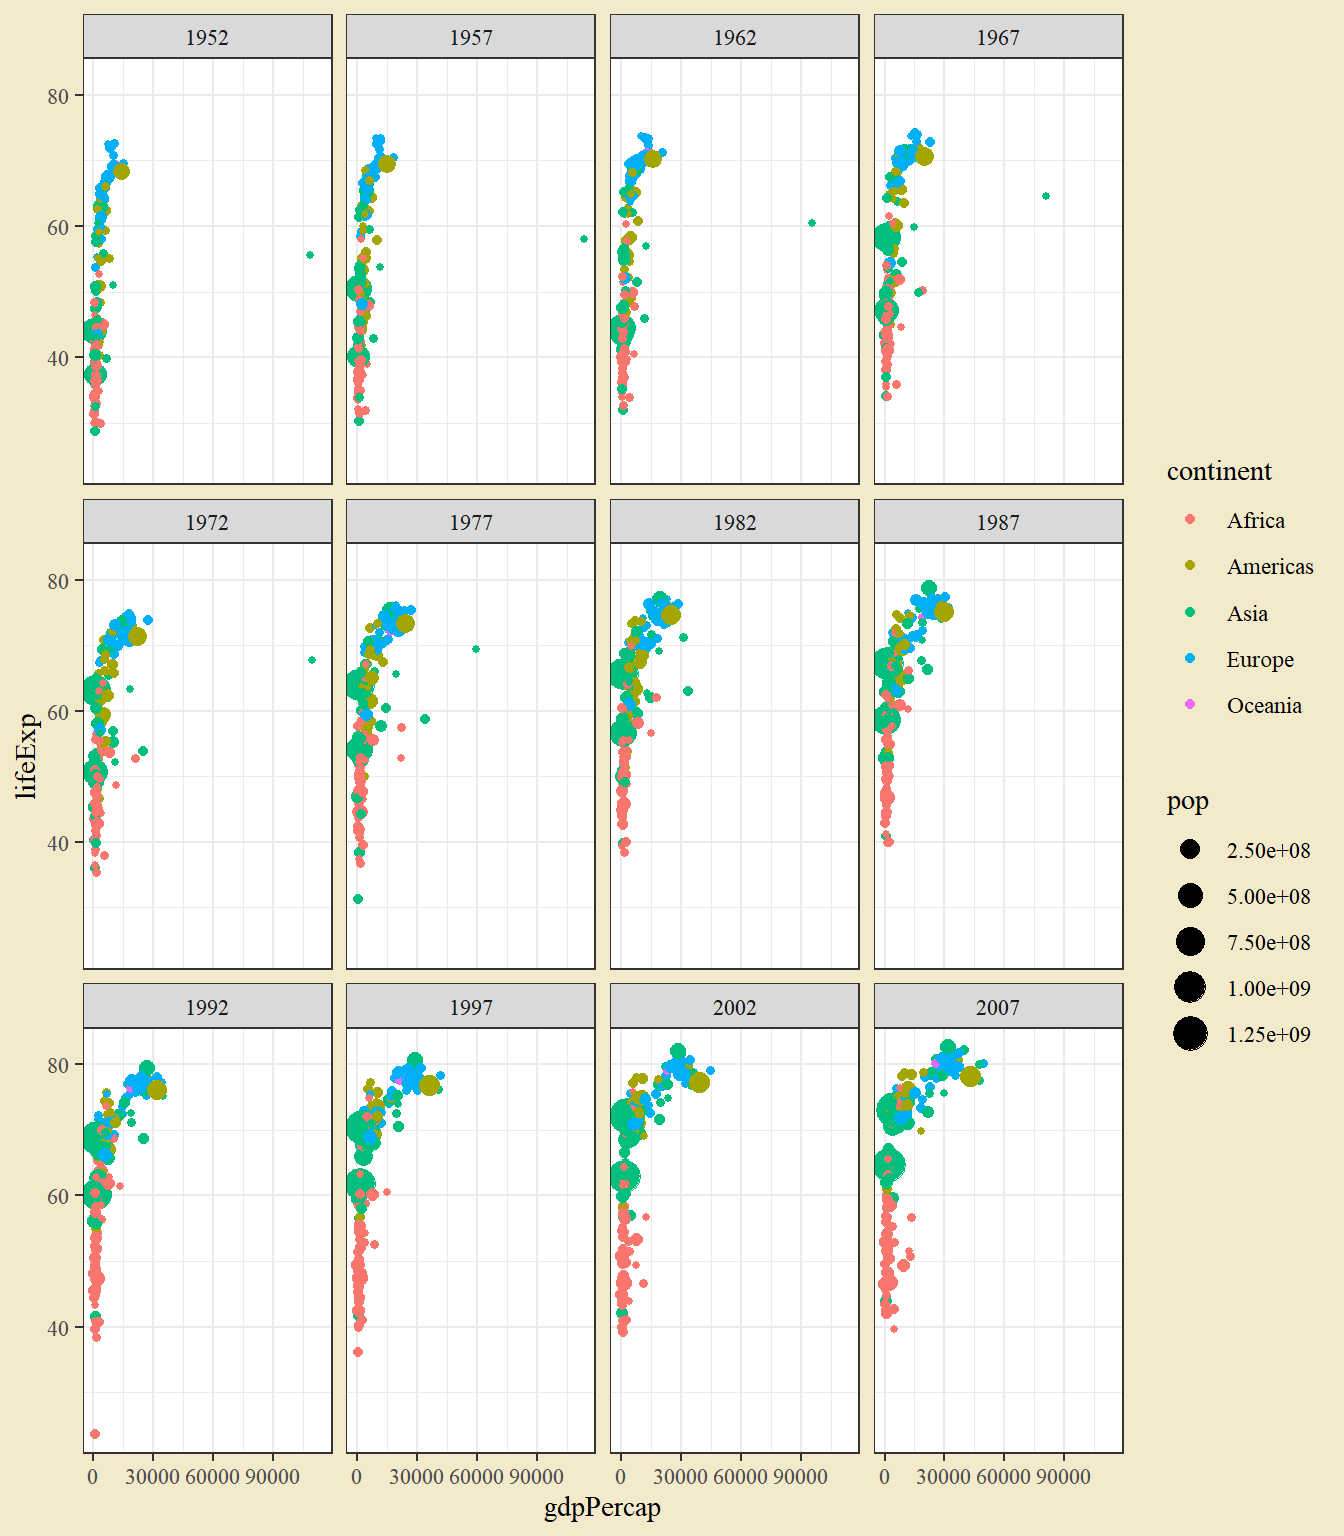 1952 1957 1962 1967
80
60
40
1972 1977 1982 1987
80
60
40
1992 1997 2002 2007
80
60
40
0 30000 60000 90000 0 30000 60000 90000 0 30000 60000 90000 0 30000 60000 90000
gdpPercap
lifeExp
continent
Africa
Americas
Asia
Europe
Oceania
pop
2.50e+08
5.00e+08
7.50e+08
1.00e+09
1.25e+09